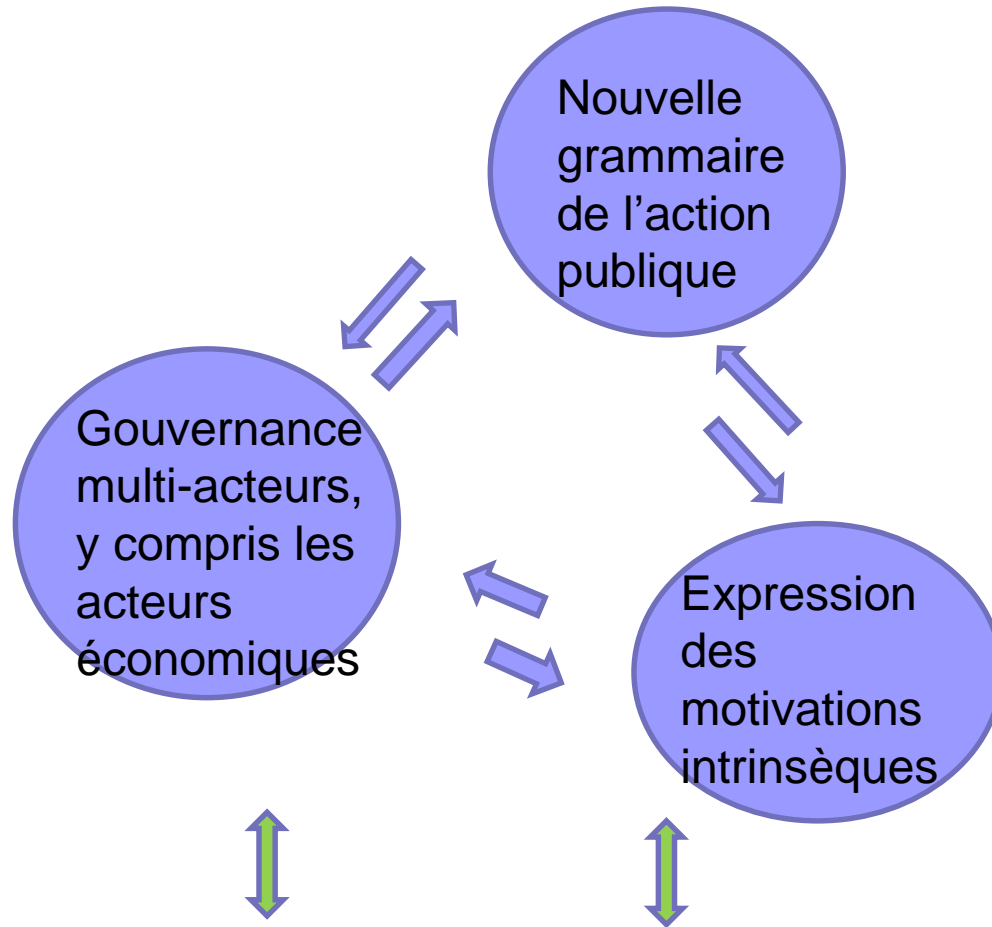 Nouvelle
grammaire
de l’action
publique
Gouvernance
multi-acteurs,
y compris les
acteurs
économiques
Expression
des
motivations
intrinsèques